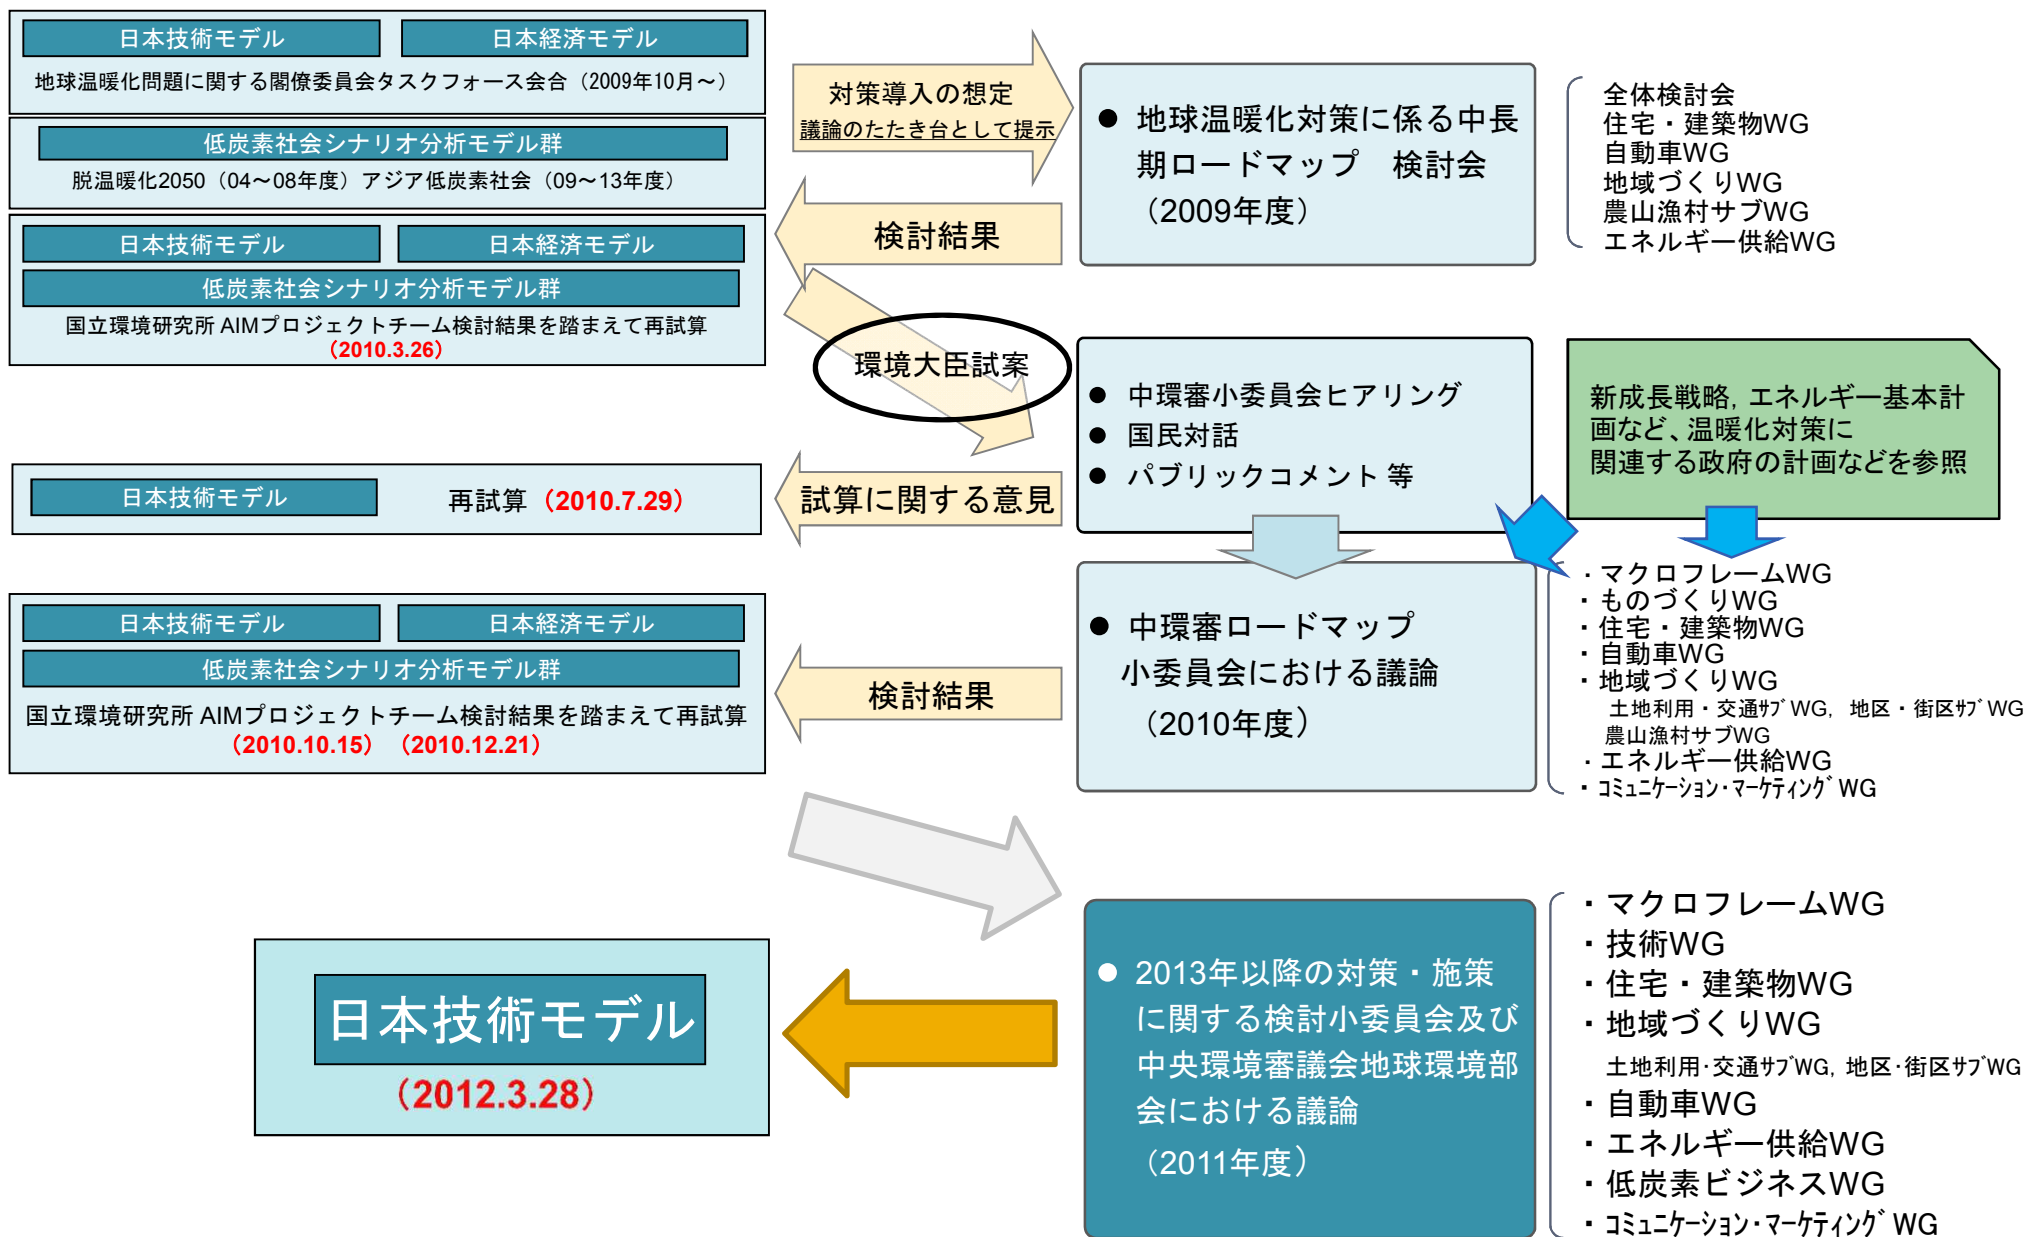 日本技術モデル
日本経済モデル
地球温暖化問題に関する閣僚委員会タスクフォース会合（2009年10月～）
低炭素社会シナリオ分析モデル群
脱温暖化2050（04～08年度）アジア低炭素社会（09～13年度）
日本技術モデル
日本経済モデル
低炭素社会シナリオ分析モデル群
国立環境研究所 AIMプロジェクトチーム検討結果を踏まえて再試算
（2010.3.26）
対策導入の想定
議論のたたき台として提示
検討結果
● 地球温暖化対策に係る中長
期ロードマップ　検討会
（2009年度）
全体検討会
住宅・建築物WG
自動車WG
地域づくりWG
農山漁村サブWG
エネルギー供給WG
環境大臣試案
● 中環審小委員会ヒアリング
● 国民対話
● パブリックコメント 等
新成長戦略，エネルギー基本計
画など、温暖化対策に
関連する政府の計画などを参照
日本技術モデル
再試算（2010.7.29）
試算に関する意見
日本技術モデル
日本経済モデル
低炭素社会シナリオ分析モデル群
国立環境研究所 AIMプロジェクトチーム検討結果を踏まえて再試算
（2010.10.15）（2010.12.21）
検討結果
● 中環審ロードマップ
小委員会における議論
（2010年度）
・マクロフレームWG
・ものづくりWG
・住宅・建築物WG
・自動車WG
・地域づくりWG
土地利用・交通ｻﾌﾞWG，地区・街区ｻﾌﾞWG
農山漁村サブWG
・エネルギー供給WG
・ｺﾐｭﾆｹｰｼｮﾝ･ﾏｰｹﾃｨﾝｸﾞWG
日本技術モデル
（2012.3.28）
● 2013年以降の対策・施策
に関する検討小委員会及び
中央環境審議会地球環境部
会における議論
（2011年度）
・マクロフレームWG
・技術WG
・住宅・建築物WG
・地域づくりWG
土地利用･交通ｻﾌﾞWG，地区･街区ｻﾌﾞWG
・自動車WG
・エネルギー供給WG
・低炭素ビジネスWG
・ｺﾐｭﾆｹｰｼｮﾝ･ﾏｰｹﾃｨﾝｸﾞWG